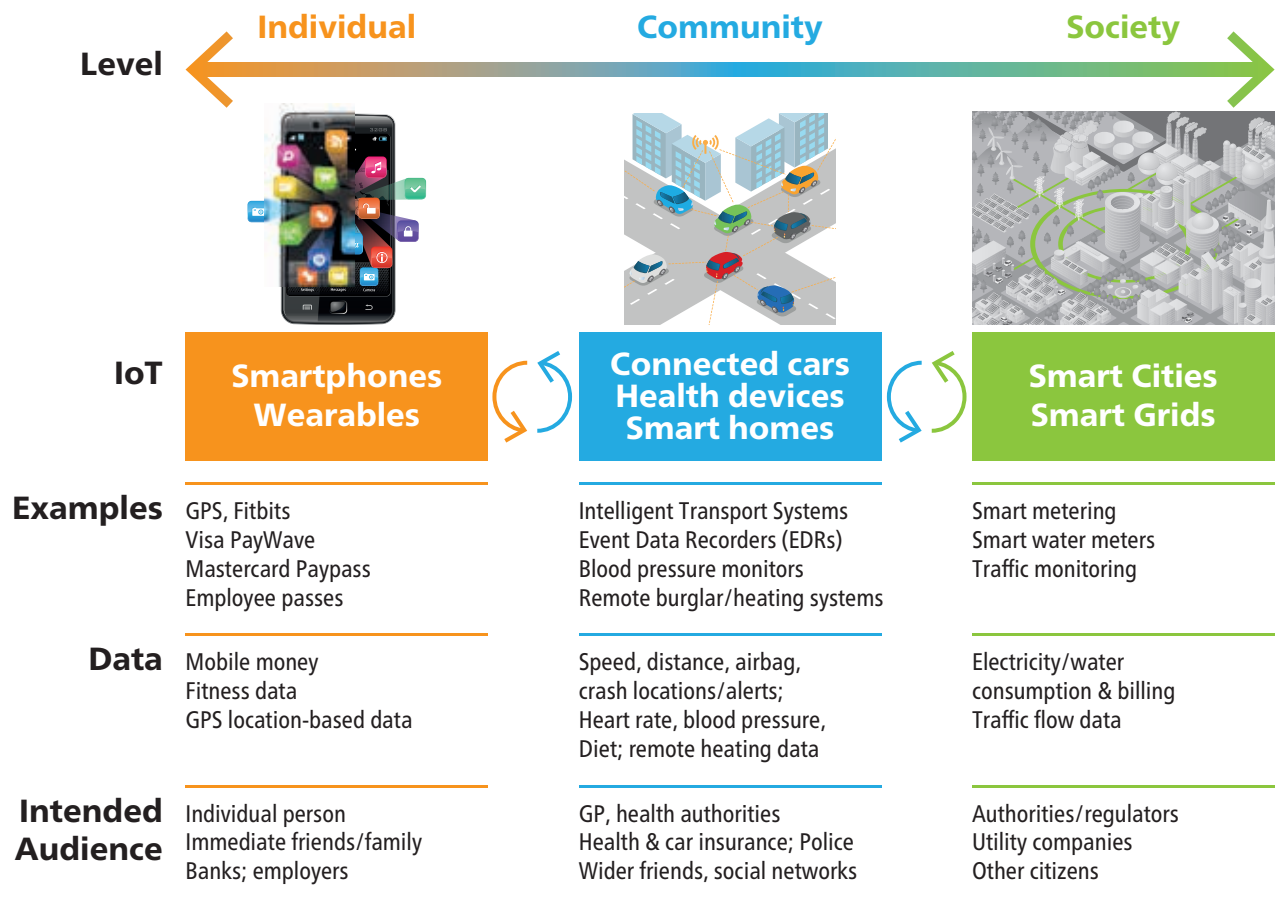 Individual
Community
Society
Level
Settings
Messages
Camera
IoT
Smartphones
Wearables
Connected cars
Health devices
Smart homes
Smart Cities
Smart Grids
Examples
GPS, Fitbits
Visa PayWave
Mastercard Paypass
Employee passes
Intelligent Transport Systems
Event Data Recorders (EDRs)
Blood pressure monitors
Remote burglar/heating systems
Smart metering
Smart water meters
Traffic monitoring
Data
Mobile money
Fitness data
GPS location-based data
Speed, distance, airbag,
crash locations/alerts;
Heart rate, blood pressure,
Diet; remote heating data
Electricity/water
consumption & billing
Traffic flow data
Intended
Audience
Individual person
Immediate friends/family
Banks; employers
GP, health authorities
Health & car insurance; Police
Wider friends, social networks
Authorities/regulators
Utility companies
Other citizens